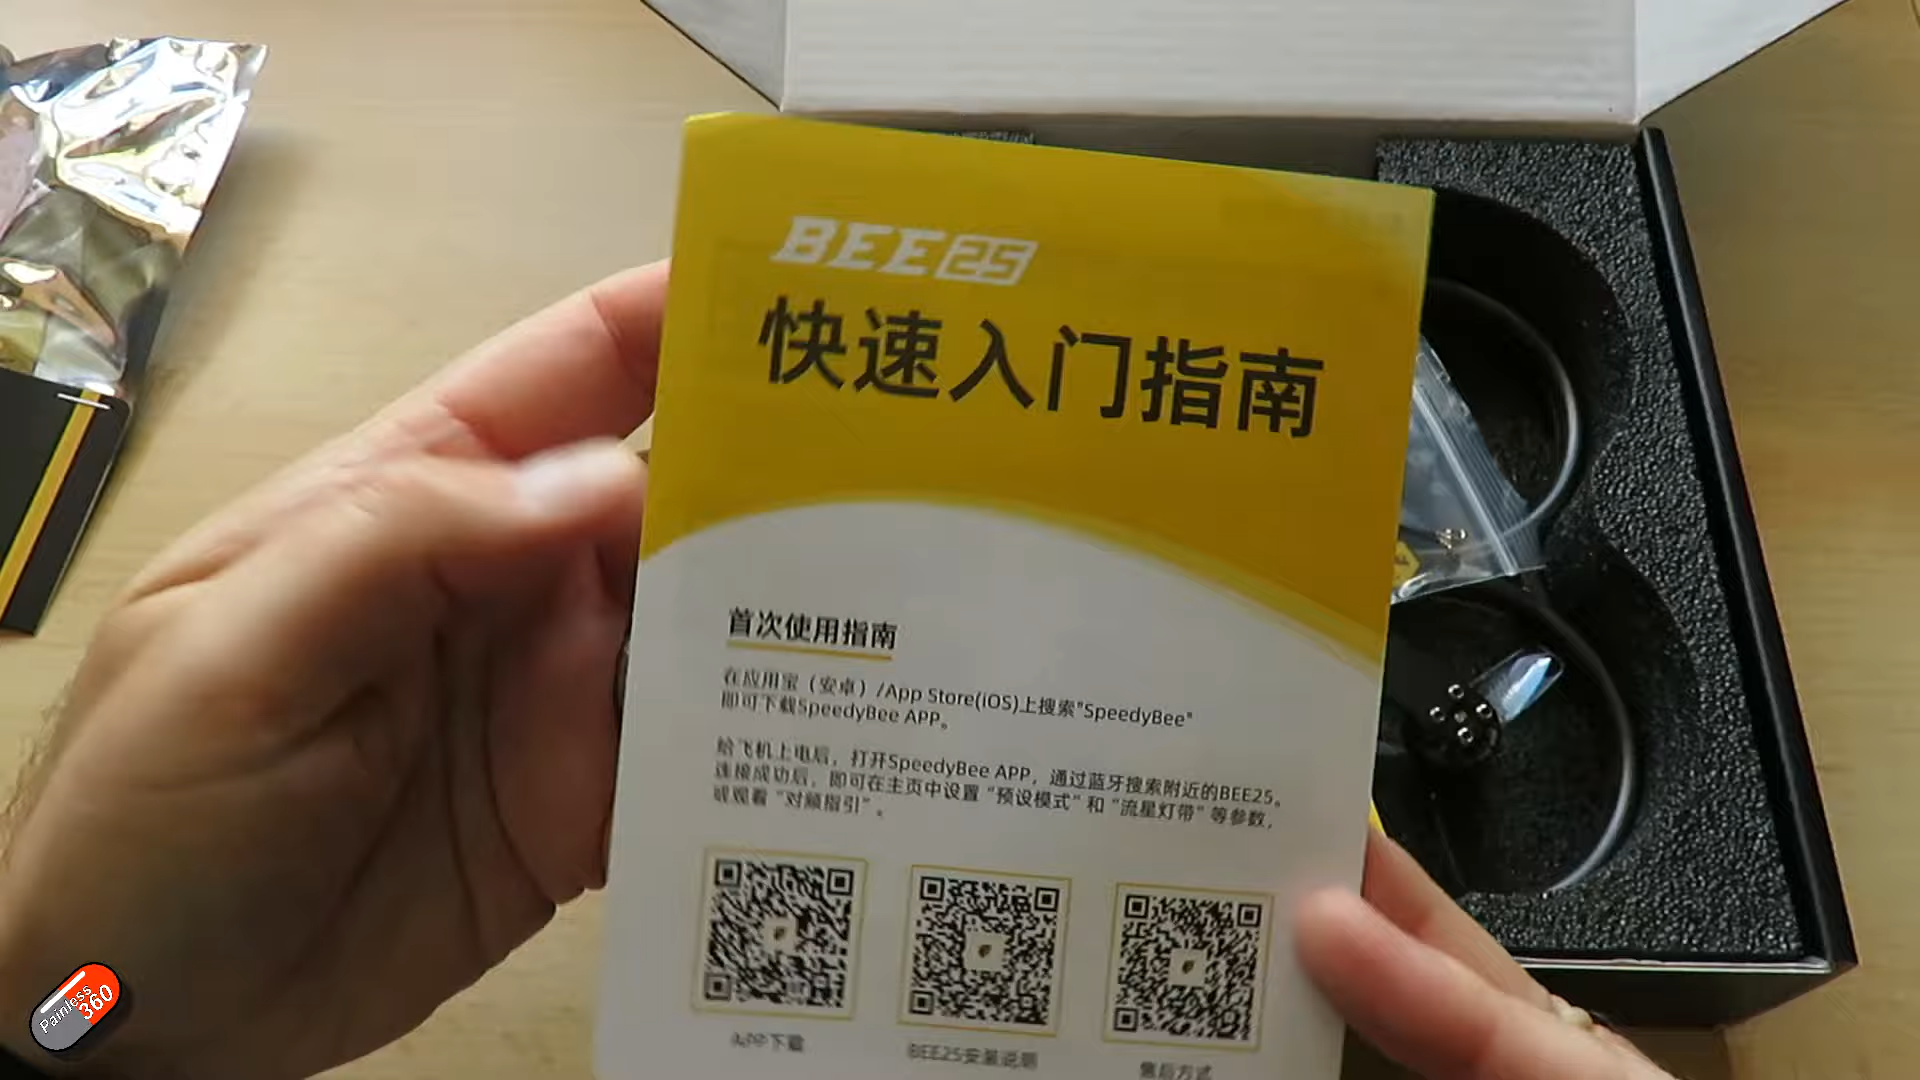 BEE25
快速入门指南
首次使用指南
在应用宝（安卓）/App Store(iOS)上搜索"SpeedyBee"
即可下载SpeedyBee APP。
给飞机上电后，打开SpeedyBee APP，通过蓝牙搜索附近的BEE25。
连接成功后，即可在主页中设置“预设模式”和“流星灯带”等参数，
或观看“对频指引”。
APP下载
BEE25安装说明
售后方式
Painless
360